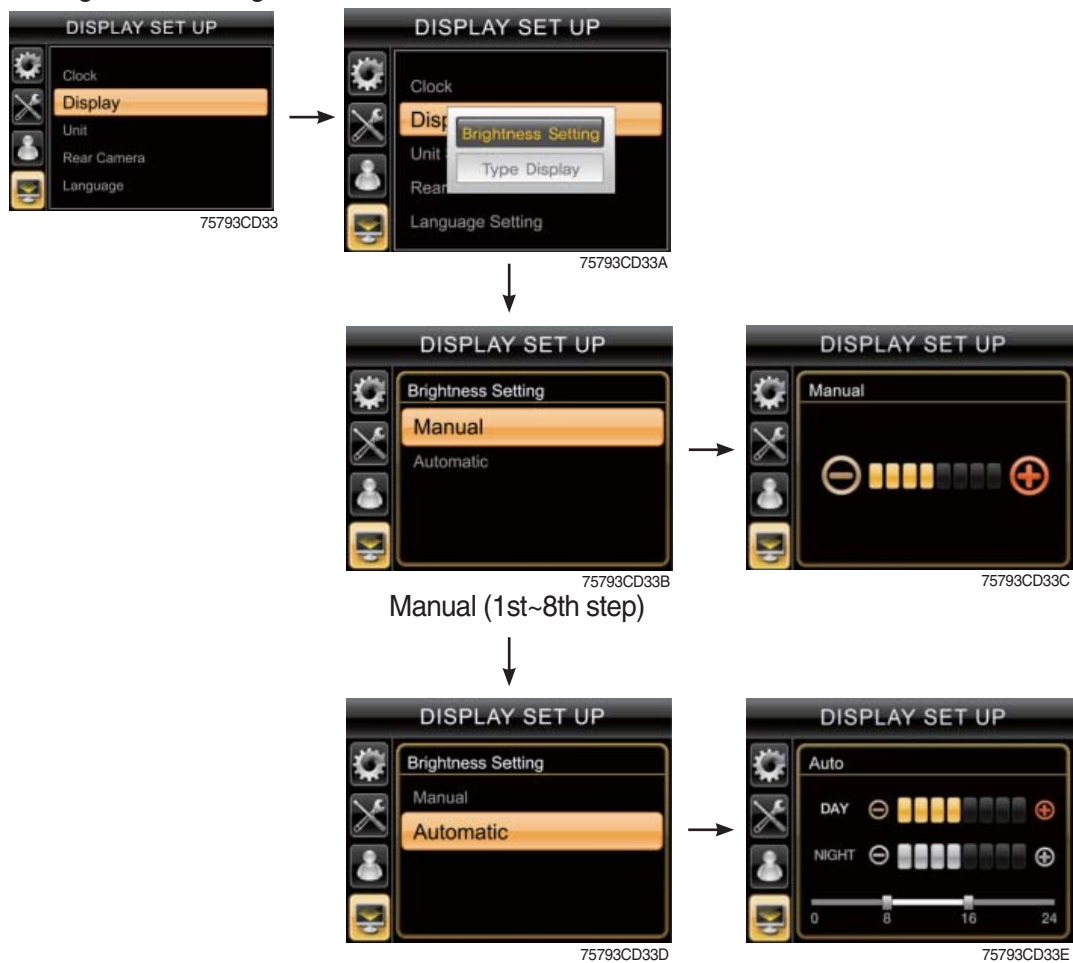 DISPLAY SET UP
Clock
Display
Unit
Rear Camera
Language
75793CD33
DISPLAY SET UP
Clock
Disp
Brightness Setting
Unit
Type Display
Rear
Language Setting
75793CD33A
DISPLAY SET UP
Brightness Setting
Manual
Automatic
75793CD33B
Manual (1st~8th step)
DISPLAY SET UP
Manual
75793CD33C
DISPLAY SET UP
Brightness Setting
Manual
Automatic
75793CD33D
DISPLAY SET UP
Auto
DAY
NIGHT
0 8 16 24
75793CD33E